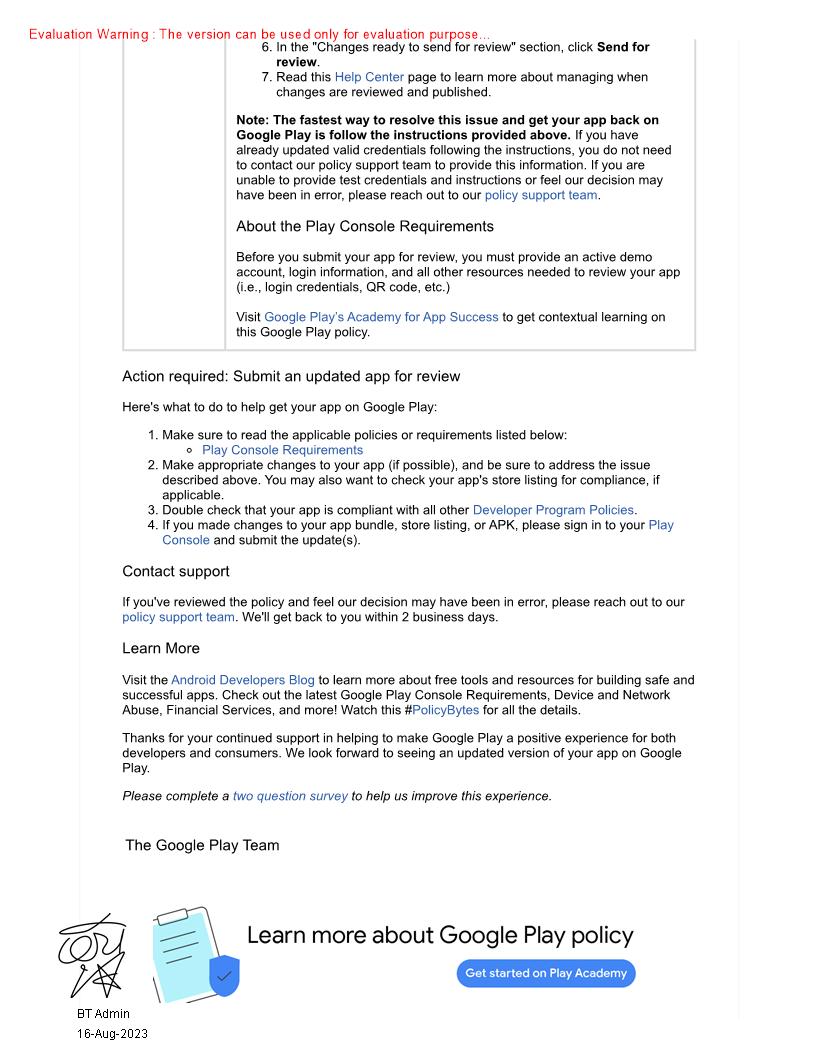 Evaluation Warning : The version can be used only for evaluation purpose...
6. In the "Changes ready to send for review" section, click Send for
review.
7. Read this Help Center page to learn more about managing when
changes are reviewed and published.
Note: The fastest way to resolve this issue and get your app back on
Google Play is follow the instructions provided above. If you have
already updated valid credentials following the instructions, you do not need
to contact our policy support team to provide this information. If you are
unable to provide test credentials and instructions or feel our decision may
have been in error, please reach out to our policy support team.
About the Play Console Requirements
Before you submit your app for review, you must provide an active demo
account, login information, and all other resources needed to review your app
(i.e., login credentials, QR code, etc.)
Visit Google Play's Academy for App Success to get contextual learning on
this Google Play policy.
Action required: Submit an updated app for review
Here's what to do to help get your app on Google Play:
1. Make sure to read the applicable policies or requirements listed below:
Play Console Requirements
2. Make appropriate changes to your app (if possible), and be sure to address the issue
described above. You may also want to check your app's store listing for compliance, if
applicable.
3. Double check that your app is compliant with all other Developer Program Policies.
4. If you made changes to your app bundle, store listing, or APK, please sign in to your Play
Console and submit the update(s).
Contact support
If you've reviewed the policy and feel our decision may have been in error, please reach out to our
policy support team. We'll get back to you within 2 business days.
Learn More
Visit the Android Developers Blog to learn more about free tools and resources for building safe and
successful apps. Check out the latest Google Play Console Requirements, Device and Network
Abuse, Financial Services, and more! Watch this #PolicyBytes for all the details.
Thanks for your continued support in helping to make Google Play a positive experience for both
developers and consumers. We look forward to seeing an updated version of your app on Google
Play.
Please complete a two question survey to help us improve this experience.
The Google Play Team
Learn more about Google Play policy
Get started on Play Academy
BT Admin
16-Aug-2023